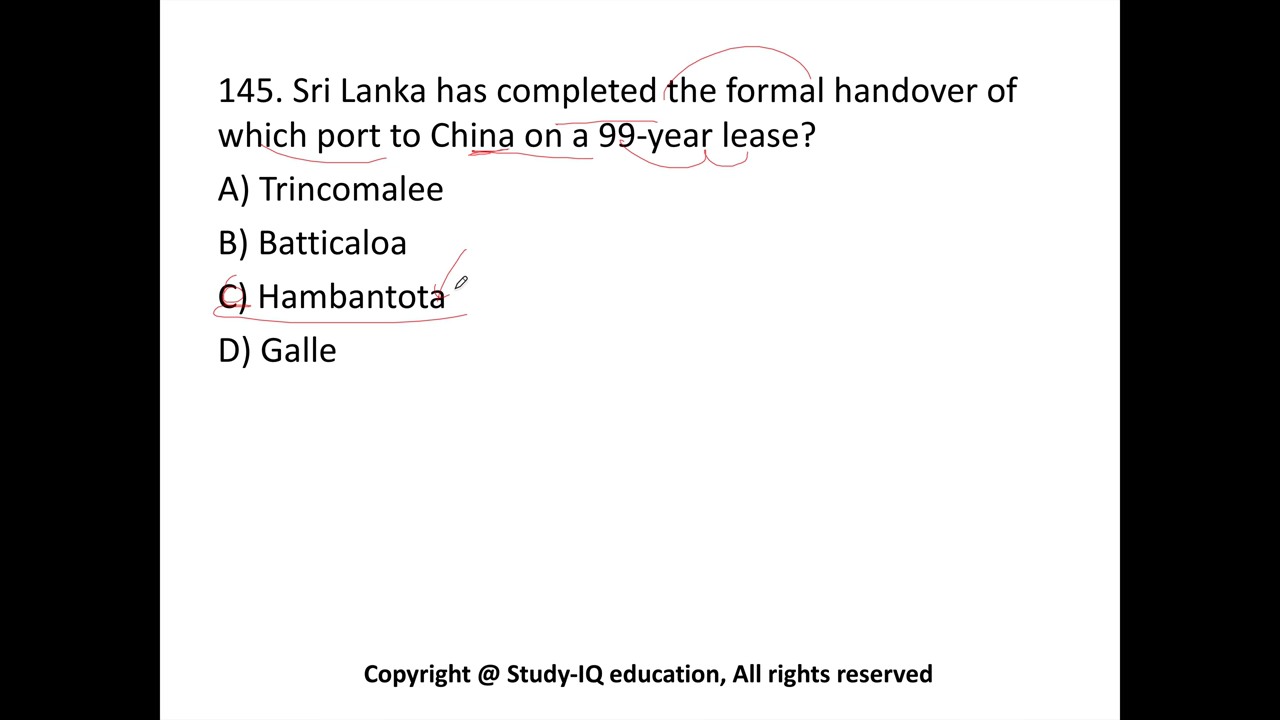 145. Sri Lanka has completed the formal handover of
which port to China on a 99-year lease?
A) Trincomalee
B) Batticaloa
C) Hambantota
D) Galle
Copyright @ Study-IQ education, All rights reserved